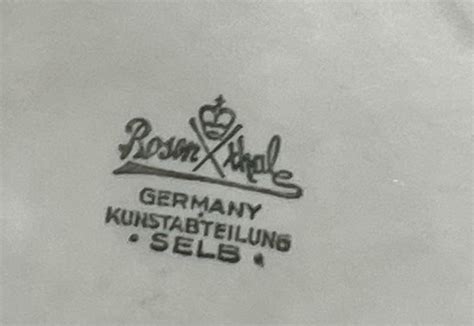 Rosenthal
GERMANY
KUNSTABTEILUNG
• SELB •